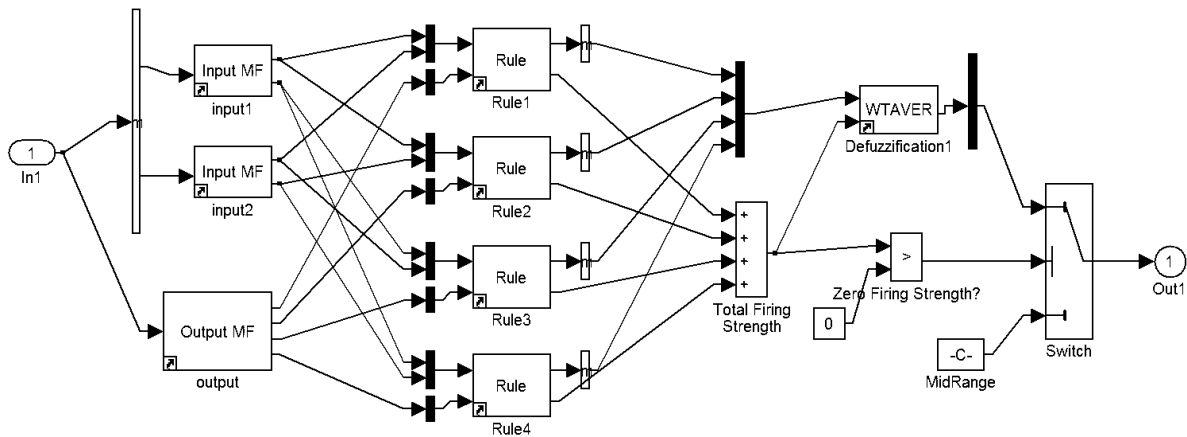 1
In1
m
Input MF
input1
Input MF
input2
Output MF
output
Rule
Rule1
Rule
Rule2
Rule
Rule3
Rule
Rule4
+
+
+
+
Total Firing
Strength
WTAVER
Defuzzification1
>
Zero Firing Strength?
0
-C-
MidRange
Switch
1
Out1